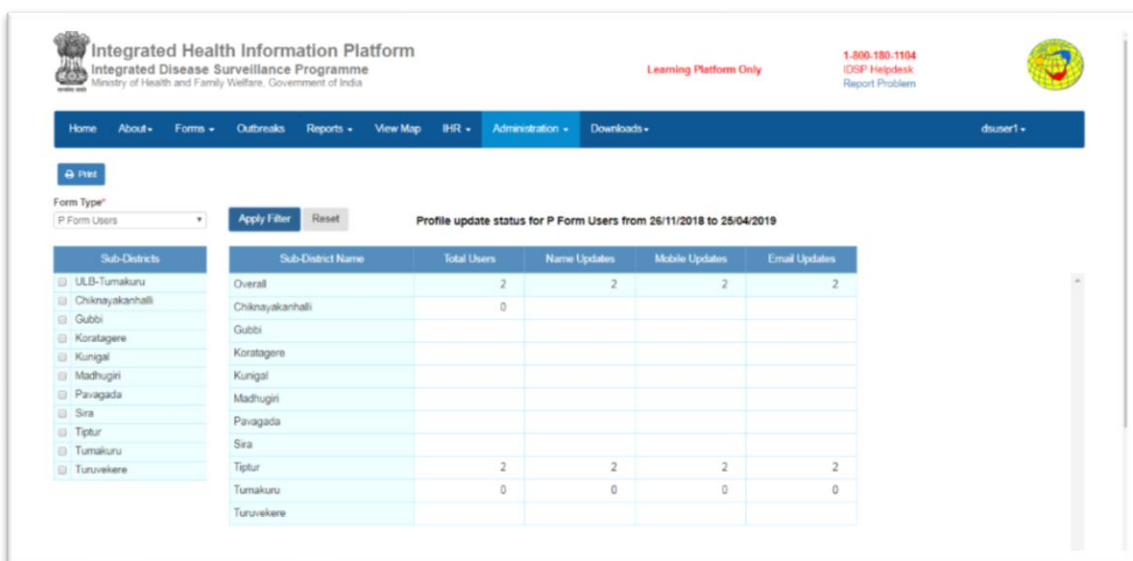 Integrated Health Information Platform
Integrated Disease Surveillance Programme
Ministry of Health and Family Welfare, Government of India
Learning Platform Only
1-800-180-1104
IDSP Helpdesk
Report Problem
Home About Forms Outbreaks Reports View Map IHR Administration Downloads dsuser1
Print
Form Type*
P Form Users
Apply Filter Reset Profile update status for P Form Users from 26/11/2018 to 25/04/2019
Sub-Districts
ULB-Tumakuru
Chiknayakanhalli
Gubbi
Koratagere
Kunigal
Madhugiri
Pavagada
Sira
Tiptur
Tumakuru
Turuvekere
Sub-District Name Total Users Name Updates Mobile Updates Email Updates
Overall 2 2 2 2
Chiknayakanhalli 0
Gubbi
Koratagere
Kunigal
Madhugiri
Pavagada
Sira
Tiptur 2 2 2 2
Tumakuru 0 0 0 0
Turuvekere